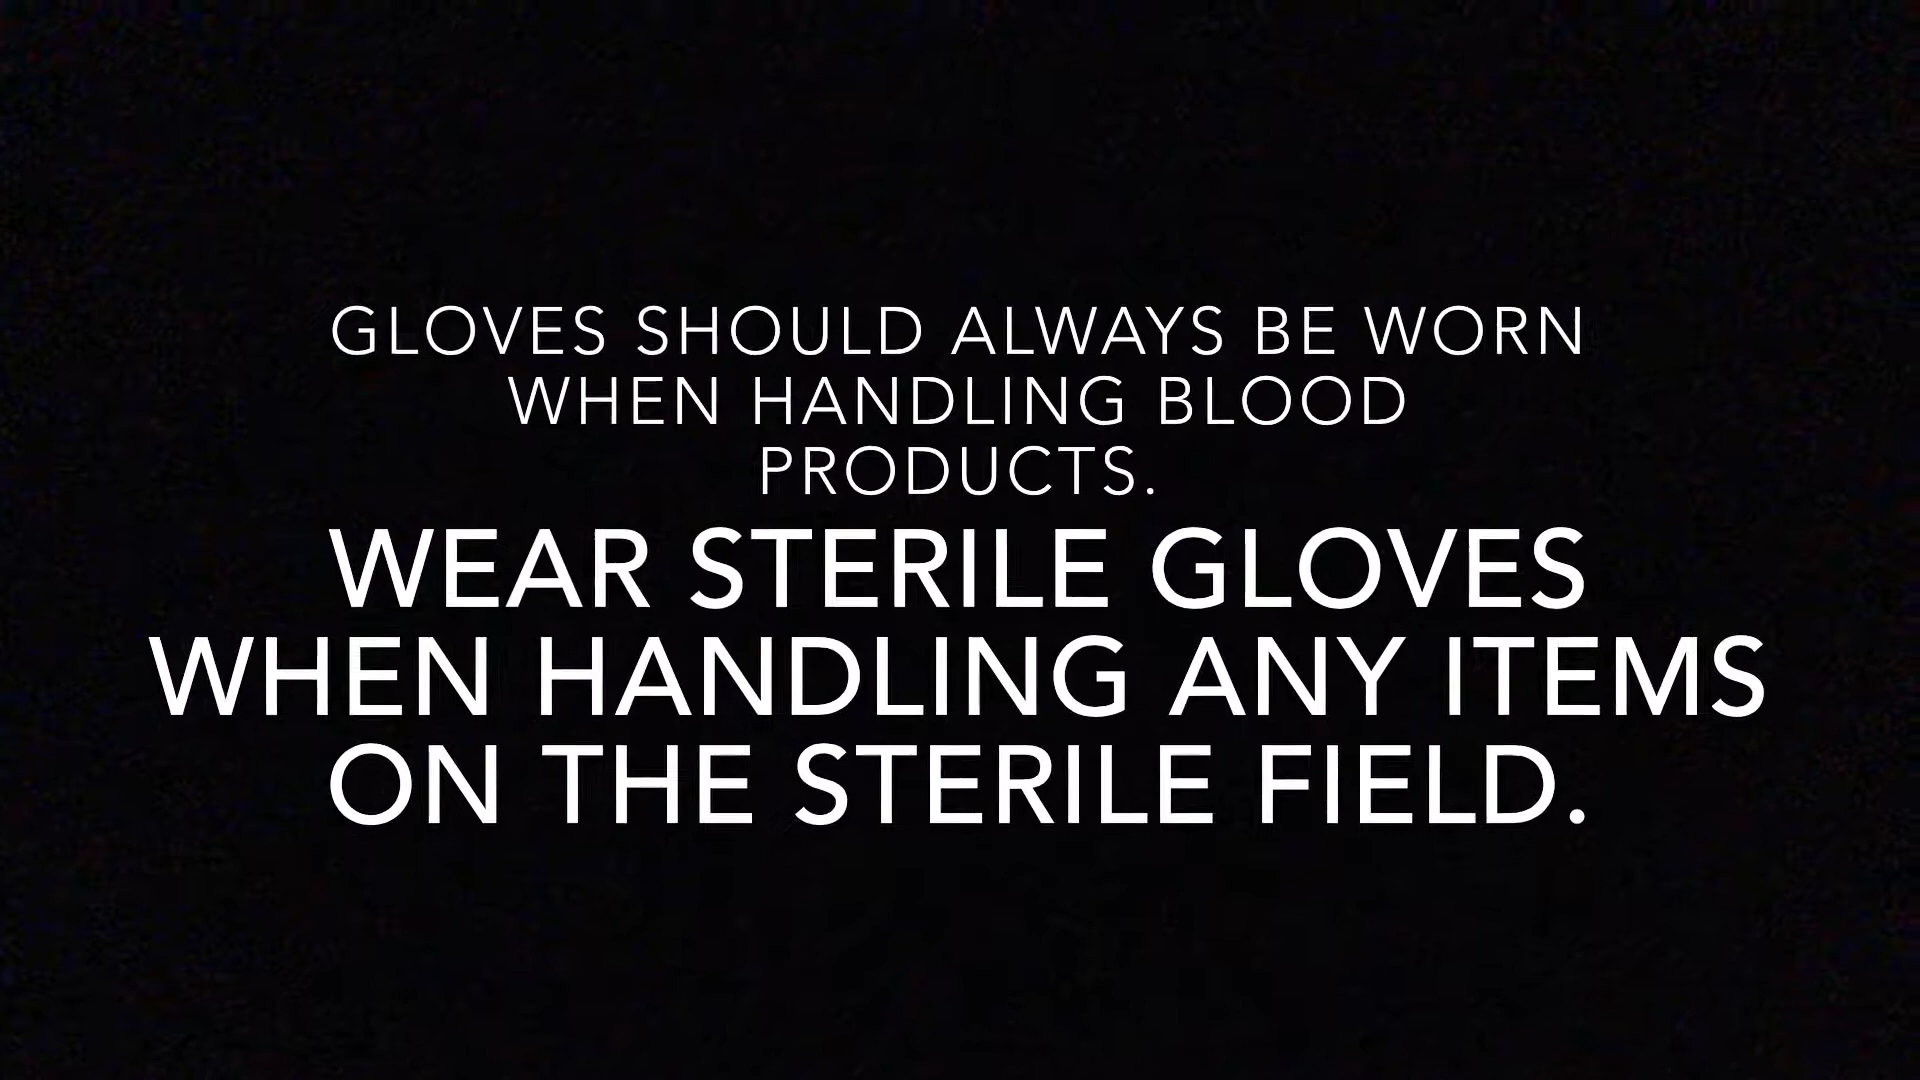 GLOVES SHOULD ALWAYS BE WORN
WHEN HANDLING BLOOD
PRODUCTS.
WEAR STERILE GLOVES
WHEN HANDLING ANY ITEMS
ON THE STERILE FIELD.